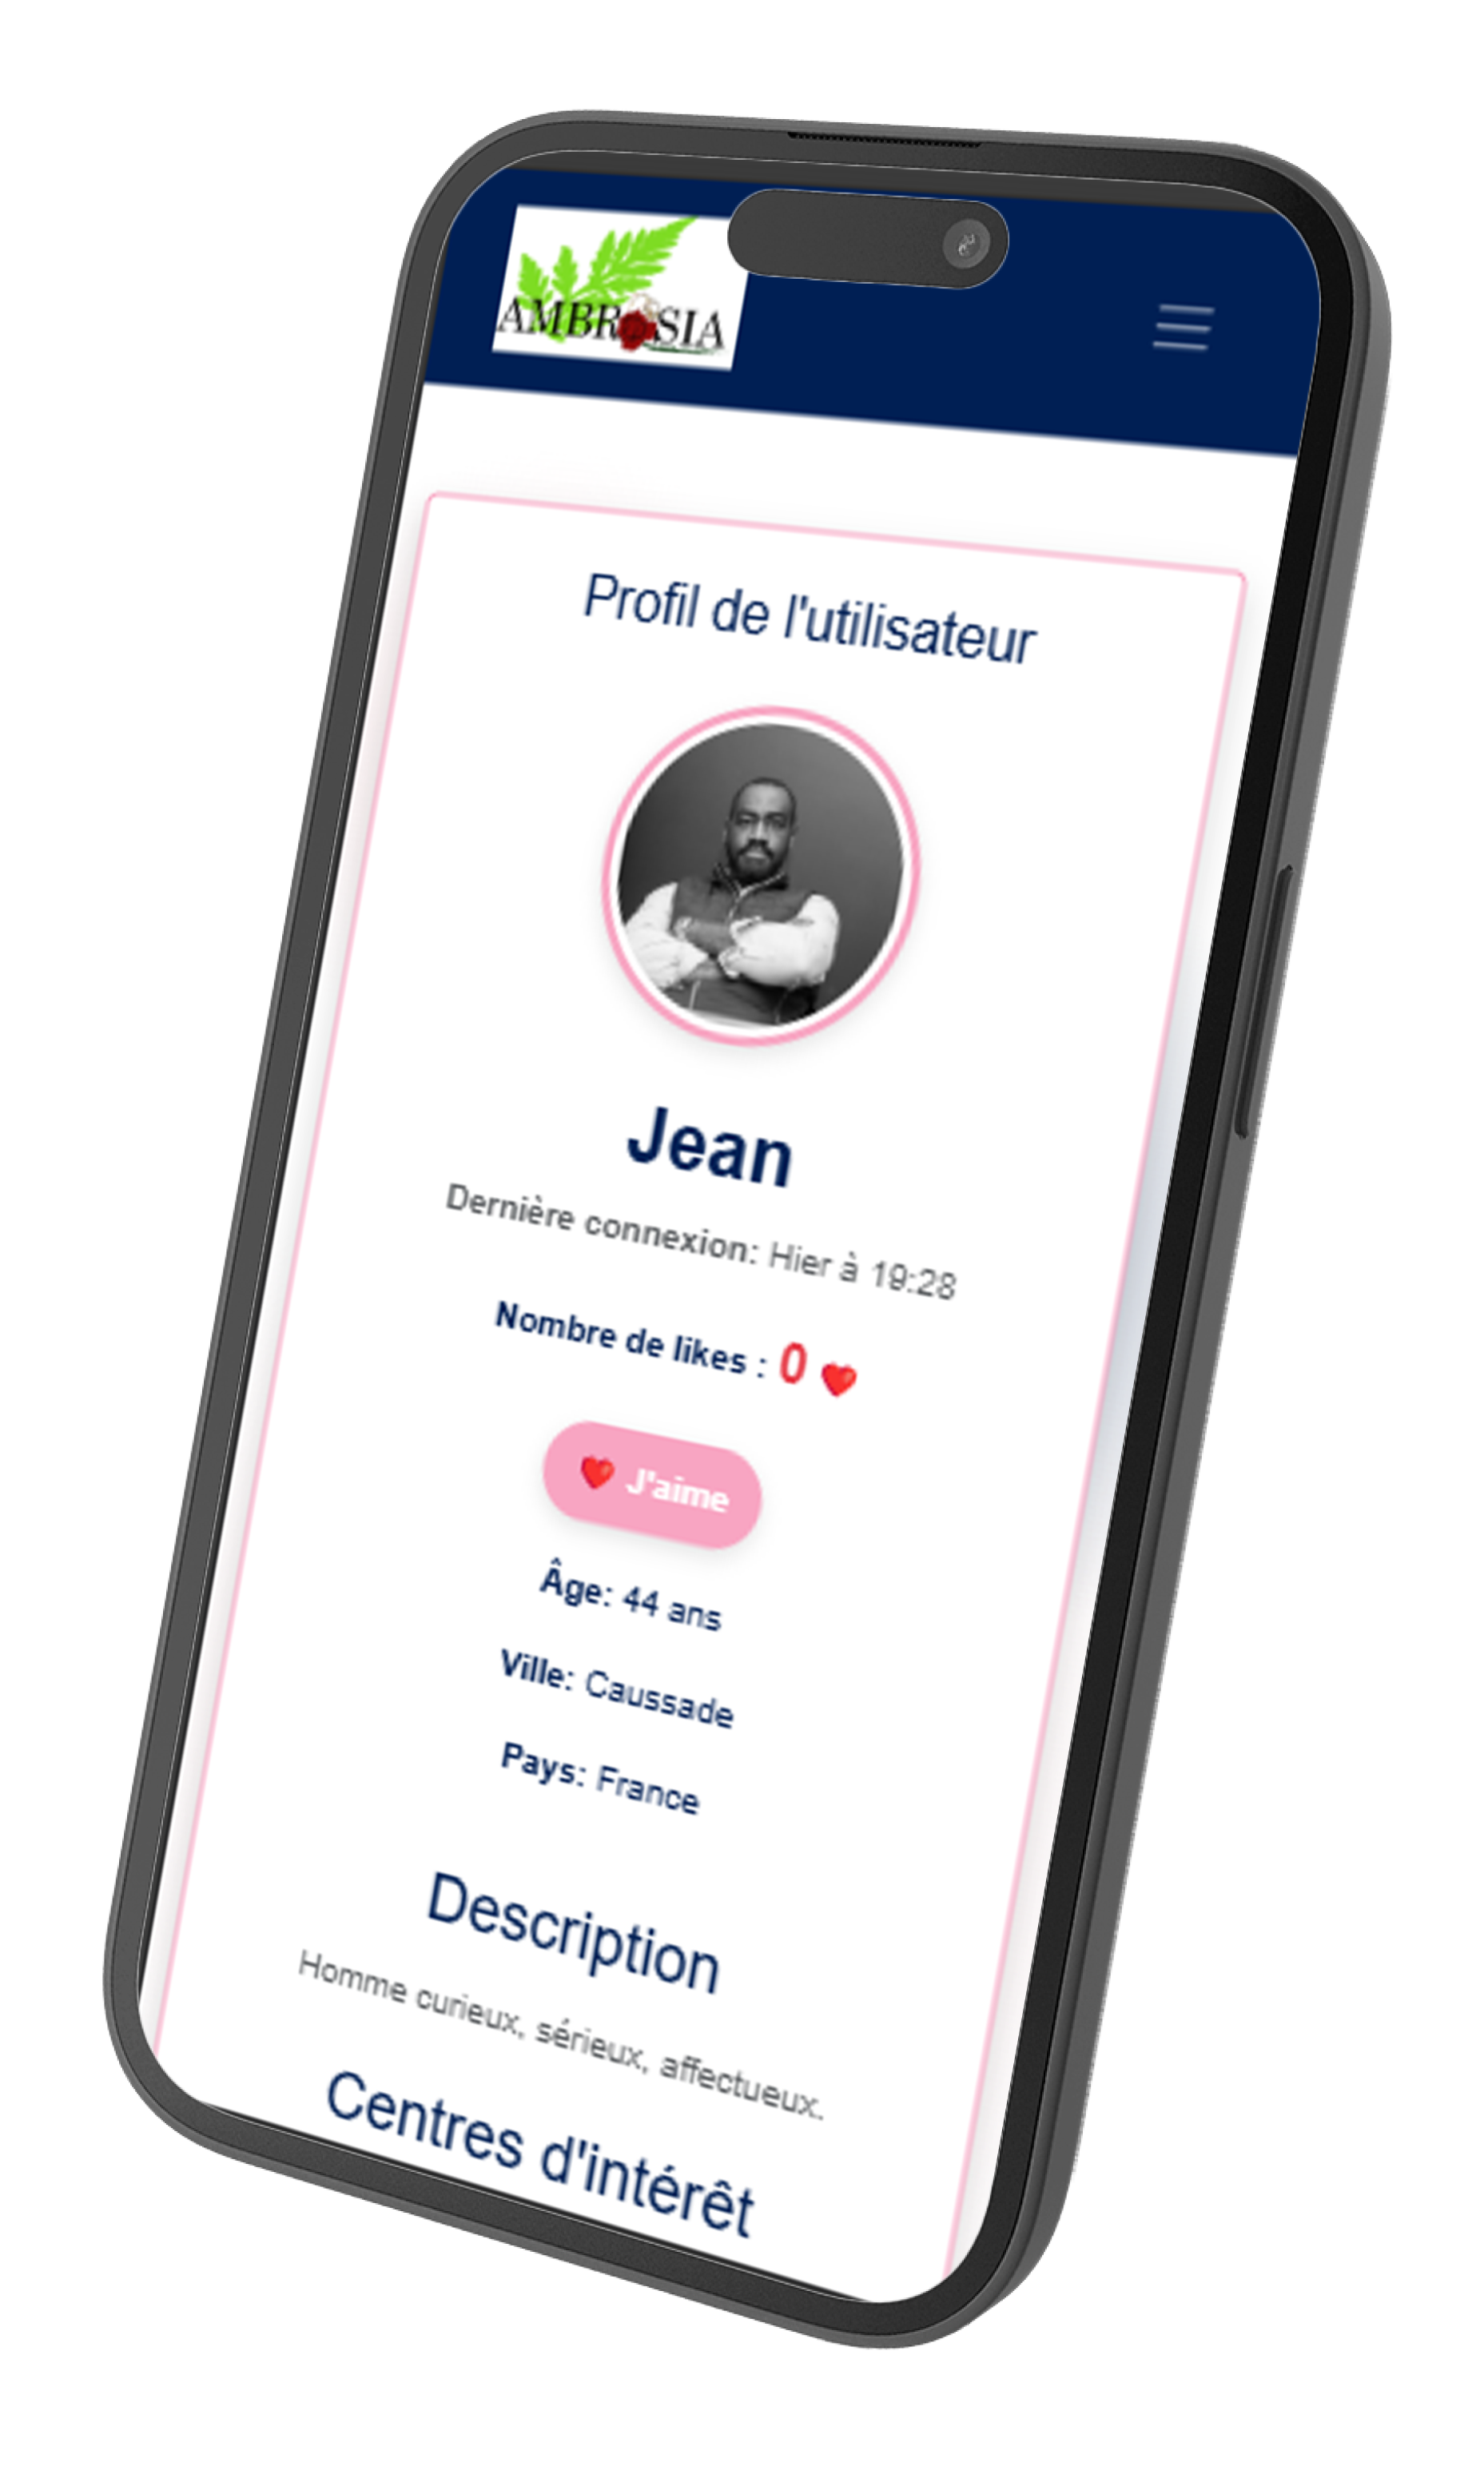 AMBROSIA
Profil de l'utilisateur
Jean
Dernière connexion: Hier à 19:28
Nombre de likes : 0 ❤
❤ J'aime
Âge: 44 ans
Ville: Caussade
Pays: France
Description
Homme curieux, sérieux, affectueux.
Centres d'intérêt